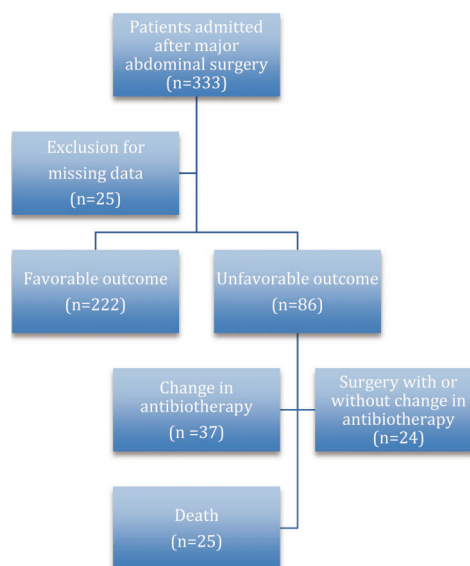 Patients admitted
after major
abdominal surgery
(n=333)
Exclusion for
missing data
(n=25)
Favorable outcome
(n=222)
Unfavorable outcome
(n=86)
Change in
antibiotherapy
(n =37)
Surgery with or
without change in
antibiotherapy
(n=24)
Death
(n=25)